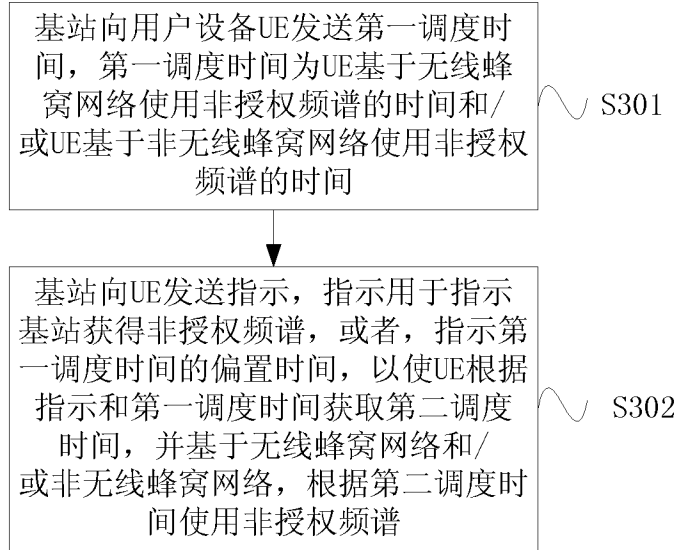 基站向用户设备UE发送第一调度时
间，第一调度时间为UE基于无线蜂
窝网络使用非授权频谱的时间和/
或UE基于非无线蜂窝网络使用非授权
频谱的时间
S301
基站向UE发送指示，指示用于指示
基站获得非授权频谱，或者，指示第
一调度时间的偏置时间，以使UE根据
指示和第一调度时间获取第二调度
时间，并基于无线蜂窝网络和/
或非无线蜂窝网络，根据第二调度时
间使用非授权频谱
S302